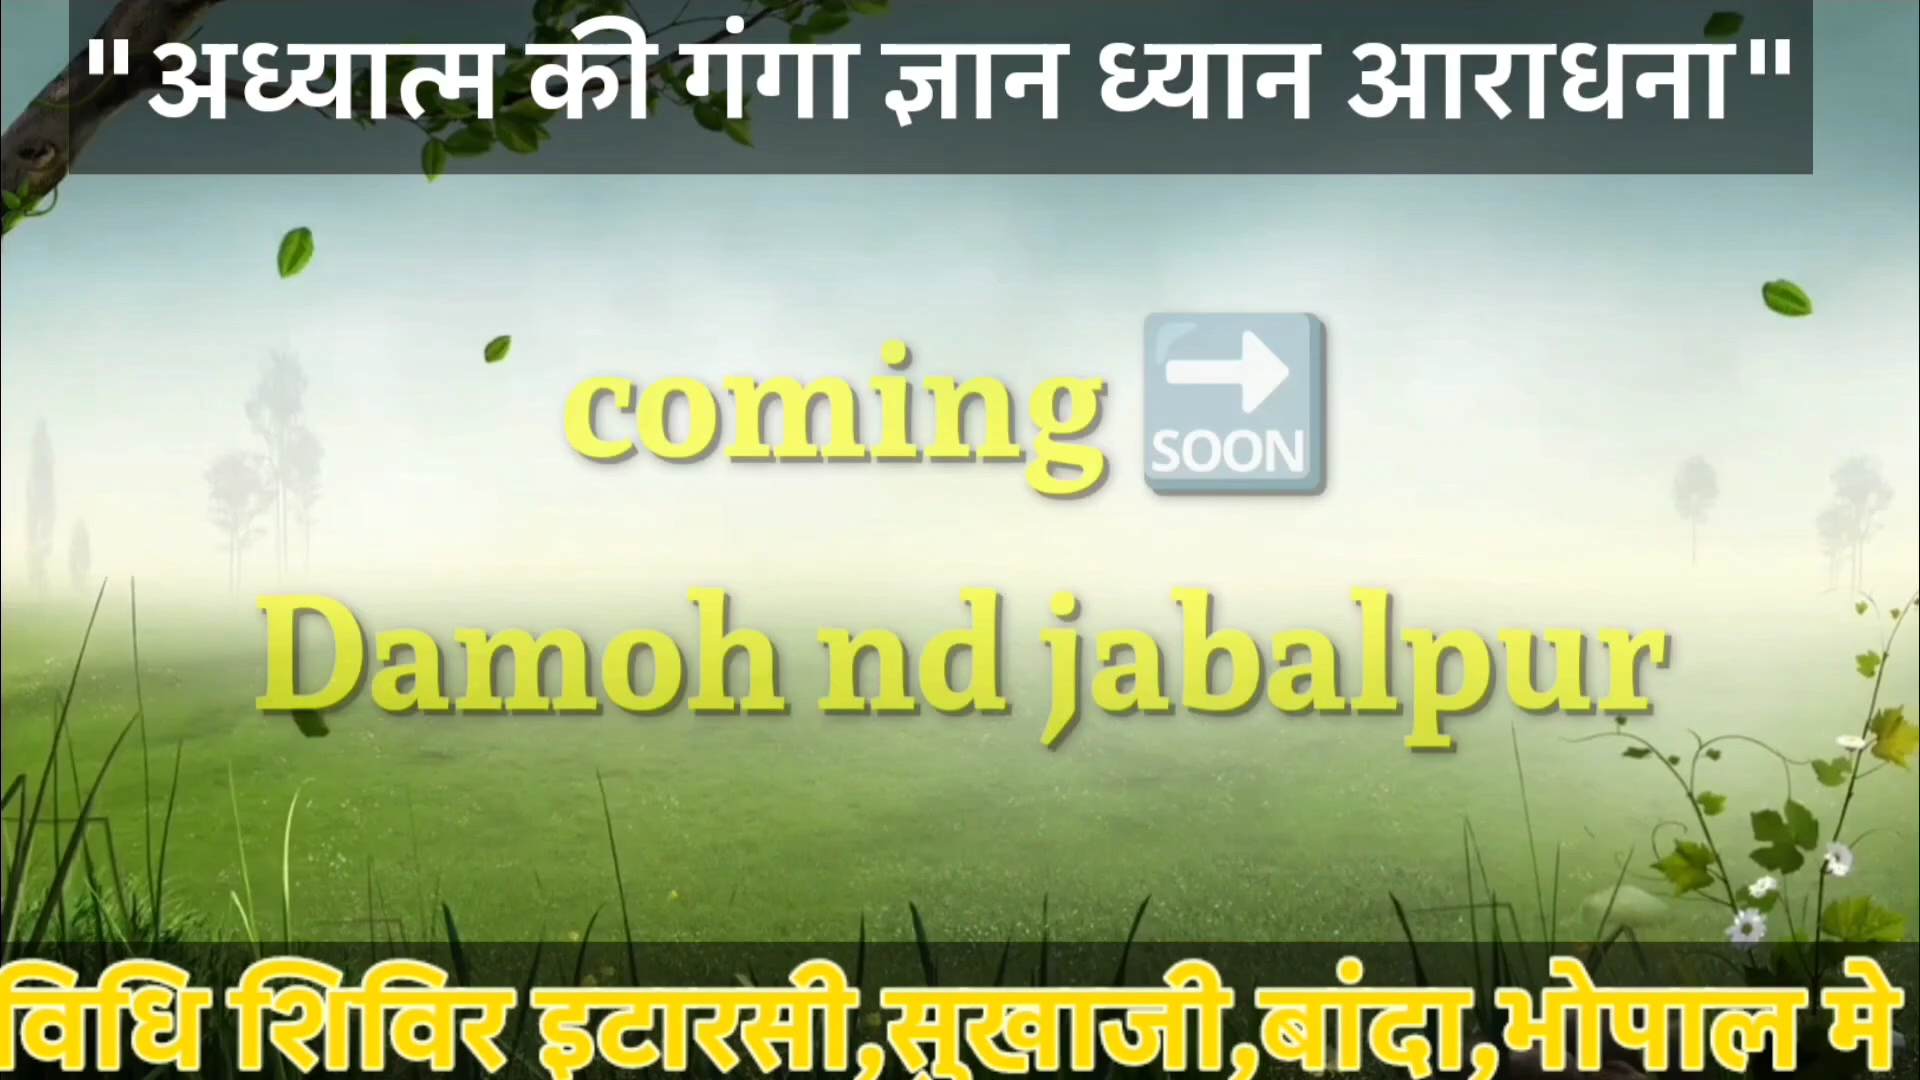 "अध्यात्म की गंगा ज्ञान ध्यान आराधना"
coming 🔜 SOON
Damoh nd jabalpur
विधि शिविर इटारसी,सुखाजी,बांदा,भोपाल मे